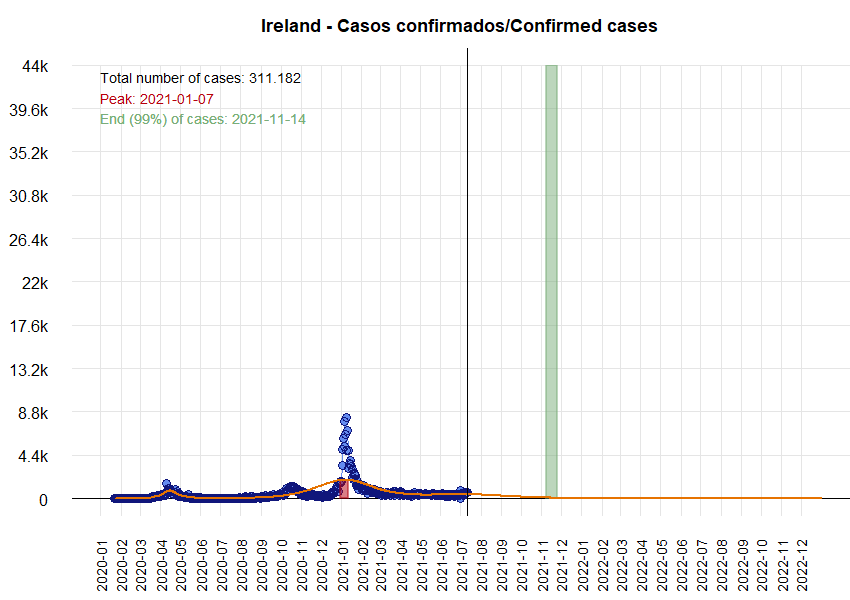 Ireland - Casos confirmados/Confirmed cases
Total number of cases: 311.182
Peak: 2021-01-07
End (99%) of cases: 2021-11-14
44k
39.6k
35.2k
30.8k
26.4k
22k
17.6k
13.2k
8.8k
4.4k
0
2020-01
2020-02
2020-03
2020-04
2020-05
2020-06
2020-07
2020-08
2020-09
2020-10
2020-11
2020-12
2021-01
2021-02
2021-03
2021-04
2021-05
2021-06
2021-07
2021-08
2021-09
2021-10
2021-11
2021-12
2022-01
2022-02
2022-03
2022-04
2022-05
2022-06
2022-07
2022-08
2022-09
2022-10
2022-11
2022-12